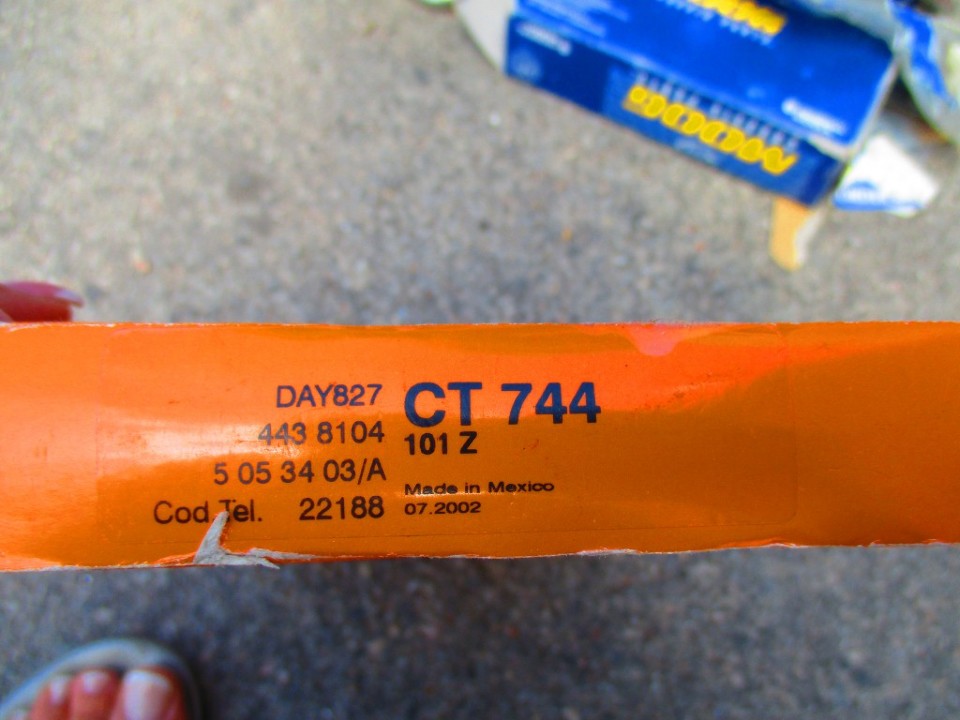 DAY827
443 8104
5 05 34 03/A
Cod Tel. 22188
CT 744
101 Z
Made in Mexico
07.2002